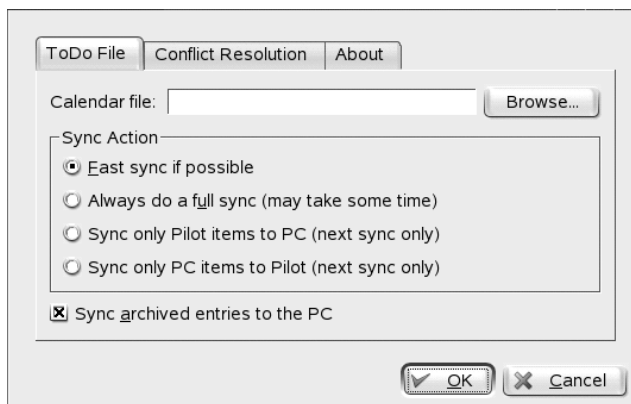 ToDo File Conflict Resolution About
Calendar file: Browse...
Sync Action
Fast sync if possible
Always do a full sync (may take some time)
Sync only Pilot items to PC (next sync only)
Sync only PC items to Pilot (next sync only)
Sync archived entries to the PC
OK Cancel